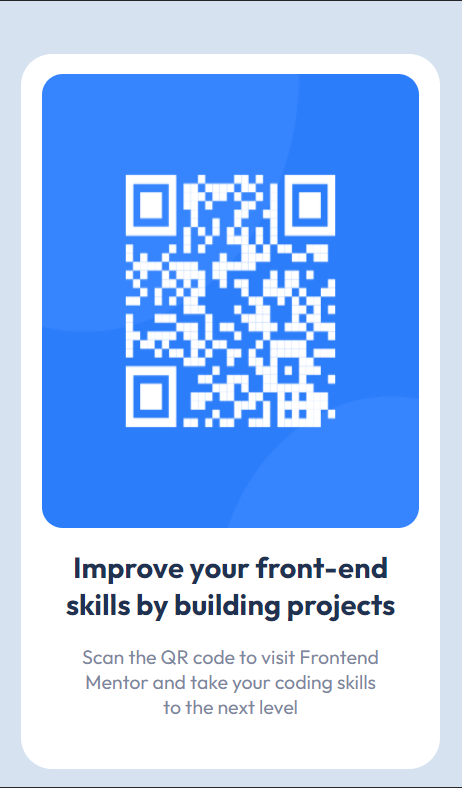 Improve your front-end
skills by building projects
Scan the QR code to visit Frontend
Mentor and take your coding skills
to the next level